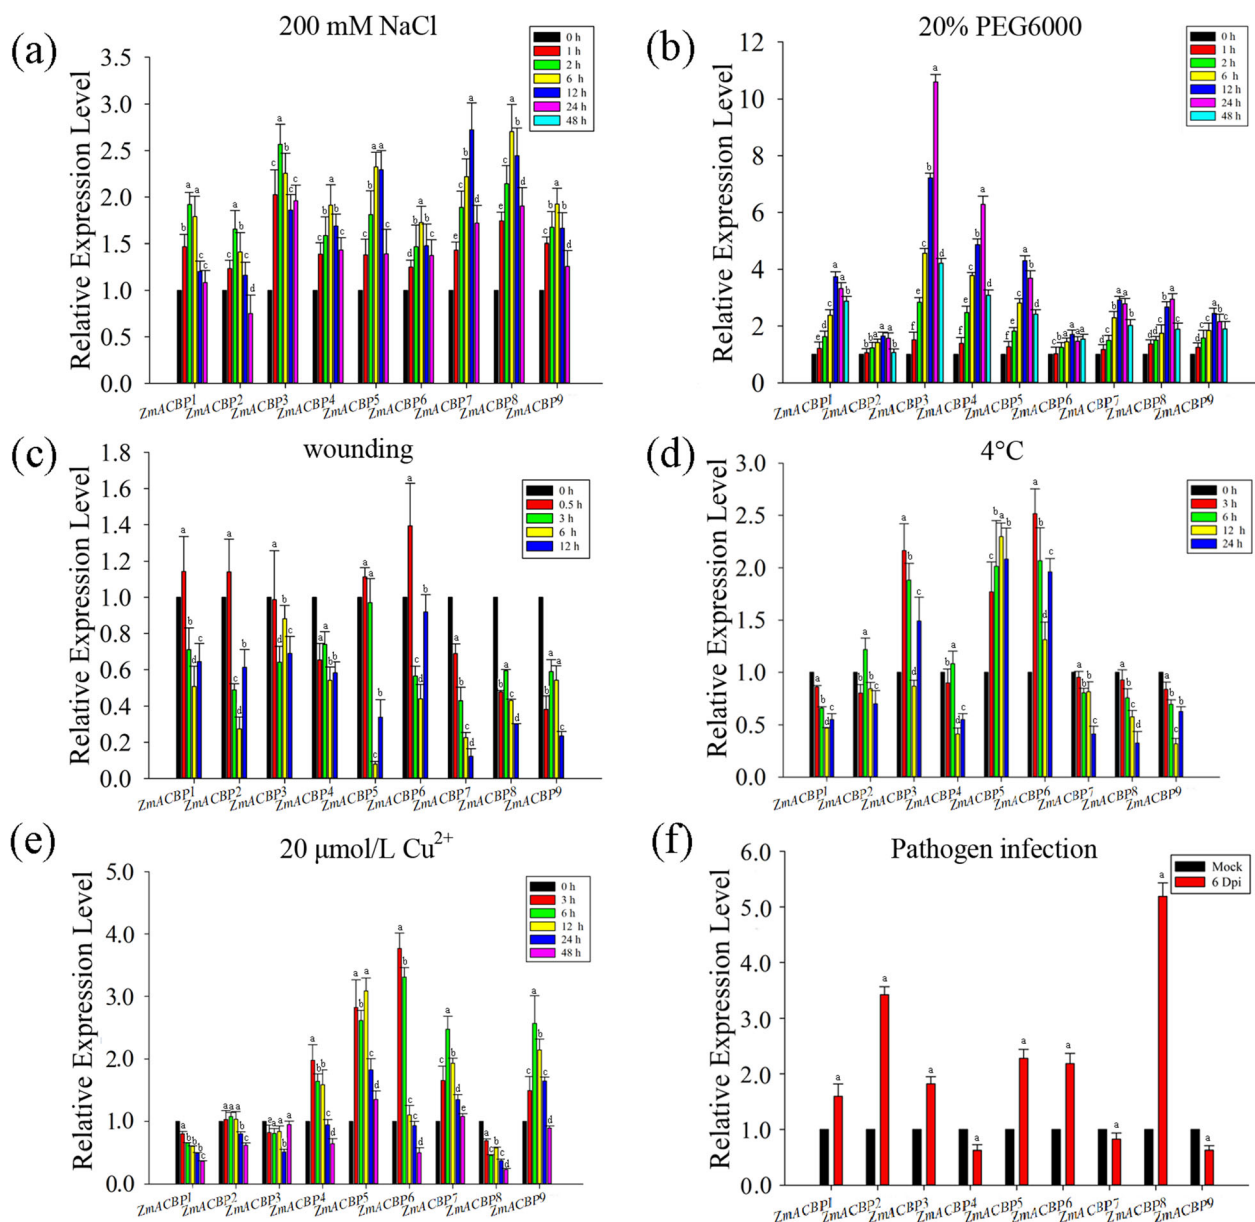 (a)
200 mM NaCl
Relative Expression Level
3.5
3.0
2.5
2.0
1.5
1.0
0.5
0.0
0 h
1 h
2 h
6 h
12 h
24 h
48 h
ZmACBP1
ZmACBP2
ZmACBP3
ZmACBP4
ZmACBP5
ZmACBP6
ZmACBP7
ZmACBP8
ZmACBP9
(b)
20% PEG6000
Relative Expression Level
12
10
8
6
4
2
0
0 h
1 h
2 h
6 h
12 h
24 h
48 h
ZmACBP1
ZmACBP2
ZmACBP3
ZmACBP4
ZmACBP5
ZmACBP6
ZmACBP7
ZmACBP8
ZmACBP9
(c)
wounding
Relative Expression Level
1.8
1.6
1.4
1.2
1.0
0.8
0.6
0.4
0.2
0.0
0 h
0.5 h
3 h
6 h
12 h
ZmACBP1
ZmACBP2
ZmACBP3
ZmACBP4
ZmACBP5
ZmACBP6
ZmACBP7
ZmACBP8
ZmACBP9
(d)
4°C
Relative Expression Level
3.0
2.5
2.0
1.5
1.0
0.5
0.0
0 h
3 h
6 h
12 h
24 h
ZmACBP1
ZmACBP2
ZmACBP3
ZmACBP4
ZmACBP5
ZmACBP6
ZmACBP7
ZmACBP8
ZmACBP9
(e)
20 μmol/L Cu²⁺
Relative Expression Level
5.0
4.0
3.0
2.0
1.0
0.0
0 h
3 h
6 h
12 h
24 h
48 h
ZmACBP1
ZmACBP2
ZmACBP3
ZmACBP4
ZmACBP5
ZmACBP6
ZmACBP7
ZmACBP8
ZmACBP9
(f)
Pathogen infection
Relative Expression Level
6.0
5.0
4.0
3.0
2.0
1.0
0.0
Mock
6 Dpi
a
a
a
a
a
a
a
a
a
ZmACBP1
ZmACBP2
ZmACBP3
ZmACBP4
ZmACBP5
ZmACBP6
ZmACBP7
ZmACBP8
ZmACBP9